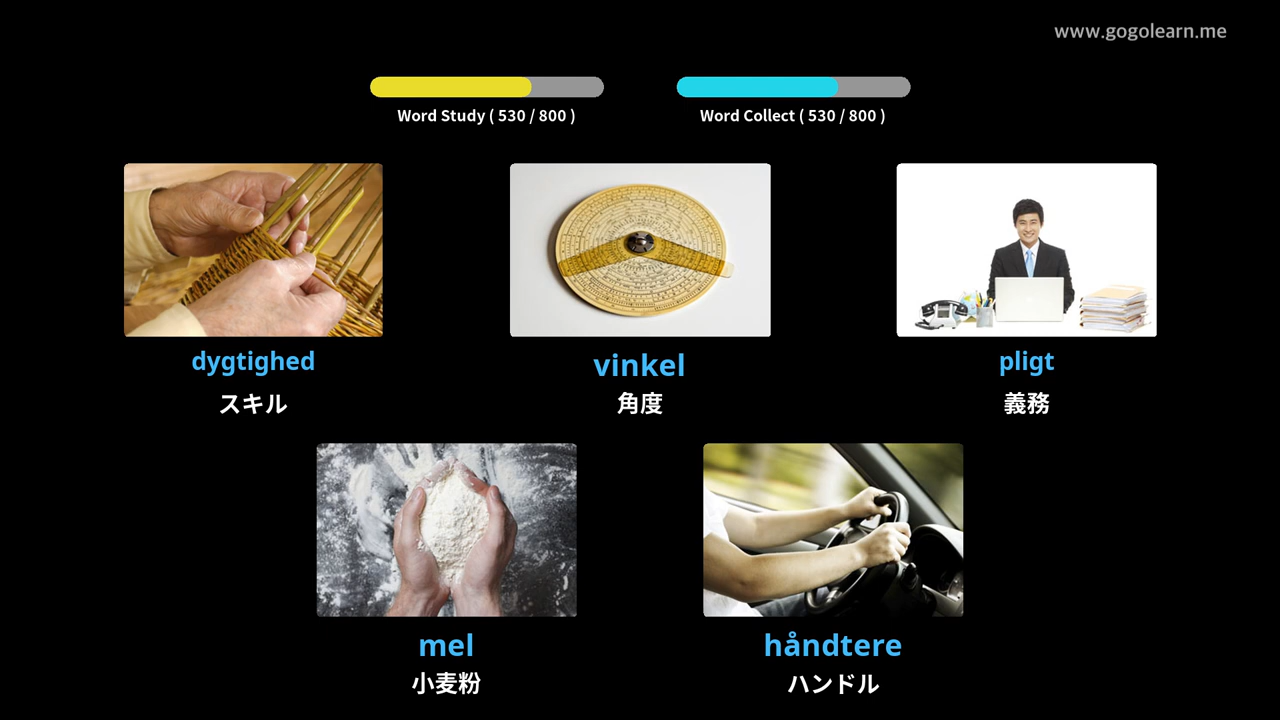 www.gogolearn.me
Word Study ( 530 / 800 )
Word Collect ( 530 / 800 )
dygtighed
スキル
vinkel
角度
pligt
義務
mel
小麦粉
håndtere
ハンドル